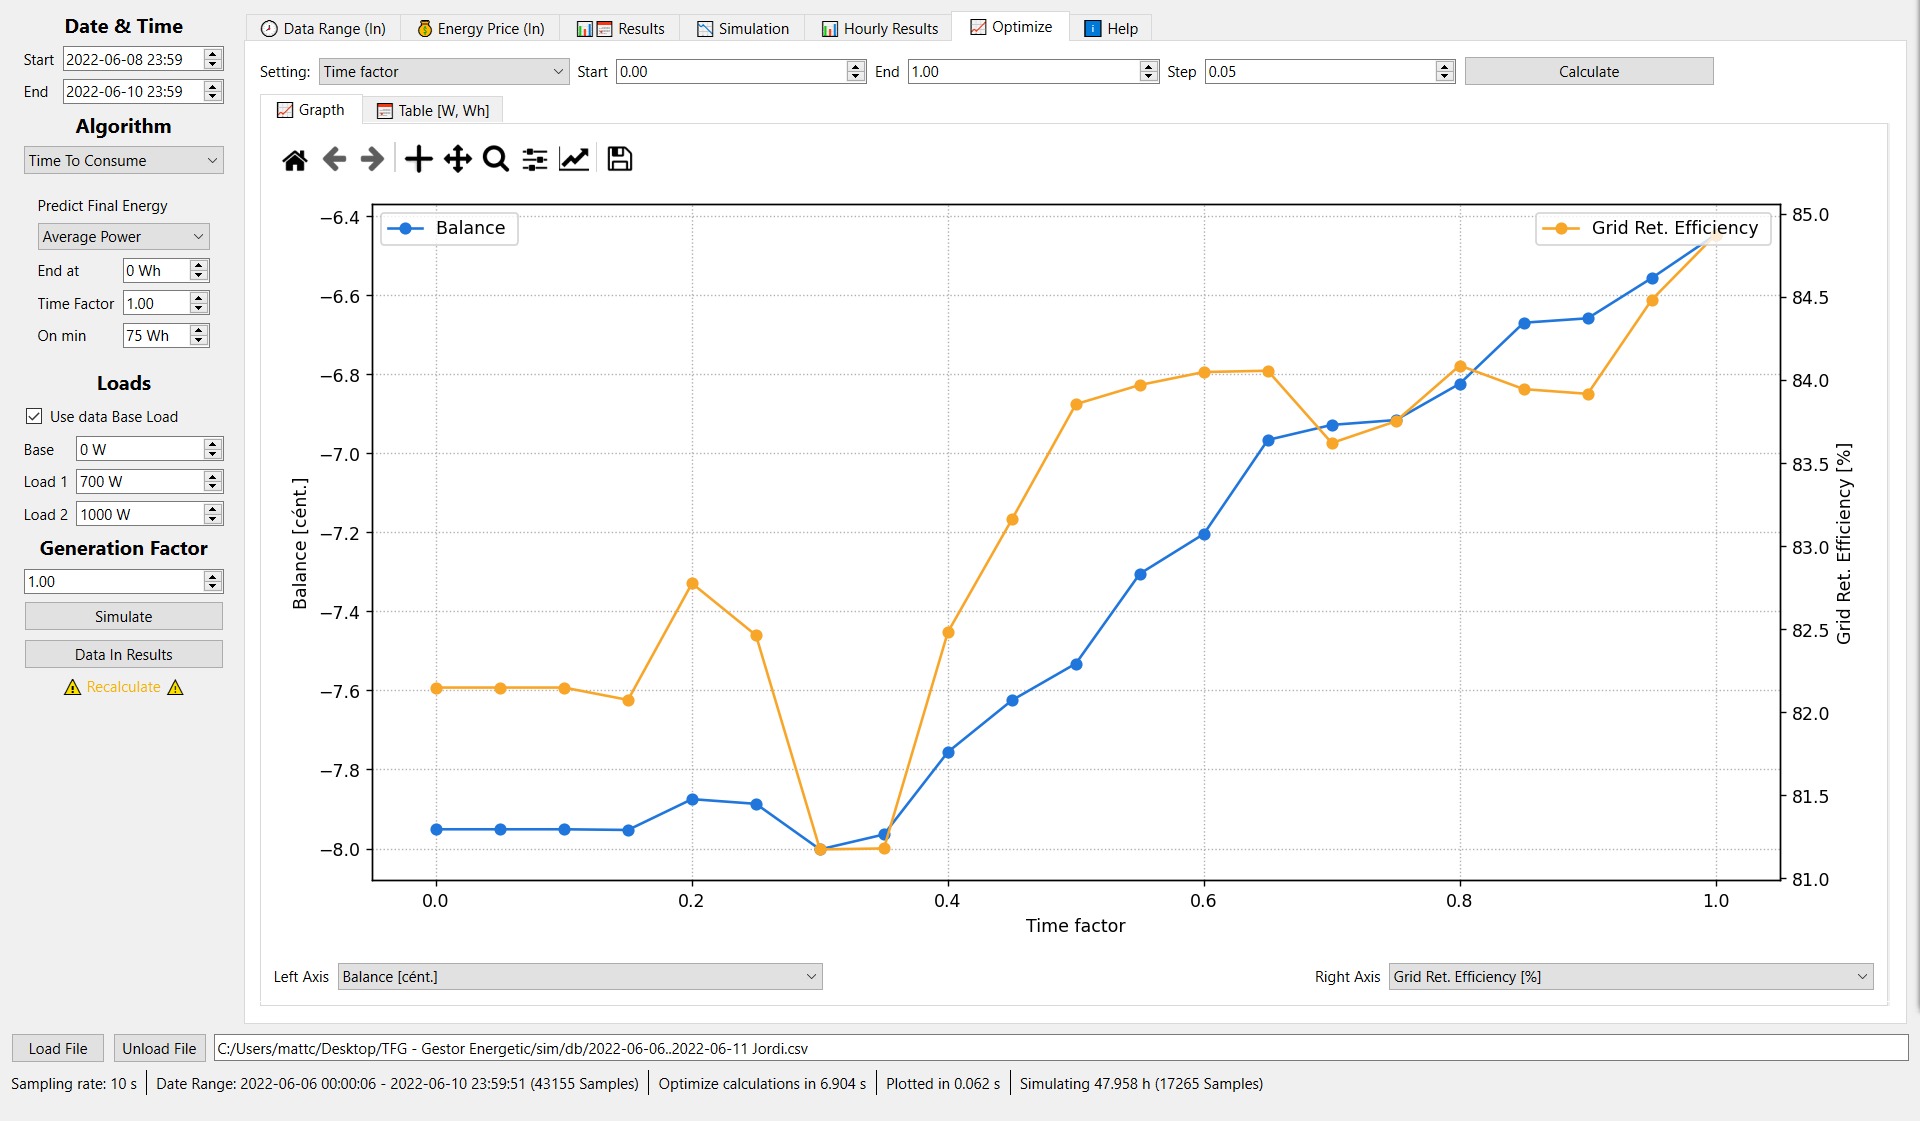 Date & Time
Start 2022-06-08 23:59
End 2022-06-10 23:59
Algorithm
Time To Consume
Predict Final Energy
Average Power
End at 0 Wh
Time Factor 1.00
On min 75 Wh
Loads
Use data Base Load
Base 0 W
Load 1 700 W
Load 2 1000 W
Generation Factor
1.00
Simulate
Data In Results
Recalculate
Data Range (In) Energy Price (In) Results Simulation Hourly Results Optimize Help
Setting: Time factor Start 0.00 End 1.00 Step 0.05 Calculate
Grapth Table [W, Wh]
Balance
Grid Ret. Efficiency
Balance [cént.]
−6.4
−6.6
−6.8
−7.0
−7.2
−7.4
−7.6
−7.8
−8.0
85.0
84.5
84.0
83.5
83.0
82.5
82.0
81.5
81.0
Grid Ret. Efficiency [%]
0.0 0.2 0.4 0.6 0.8 1.0
Time factor
Left Axis Balance [cént.] Right Axis Grid Ret. Efficiency [%]
Load File Unload File C:/Users/mattc/Desktop/TFG - Gestor Energetic/sim/db/2022-06-06..2022-06-11 Jordi.csv
Sampling rate: 10 s Date Range: 2022-06-06 00:00:06 - 2022-06-10 23:59:51 (43155 Samples) Optimize calculations in 6.904 s Plotted in 0.062 s Simulating 47.958 h (17265 Samples)